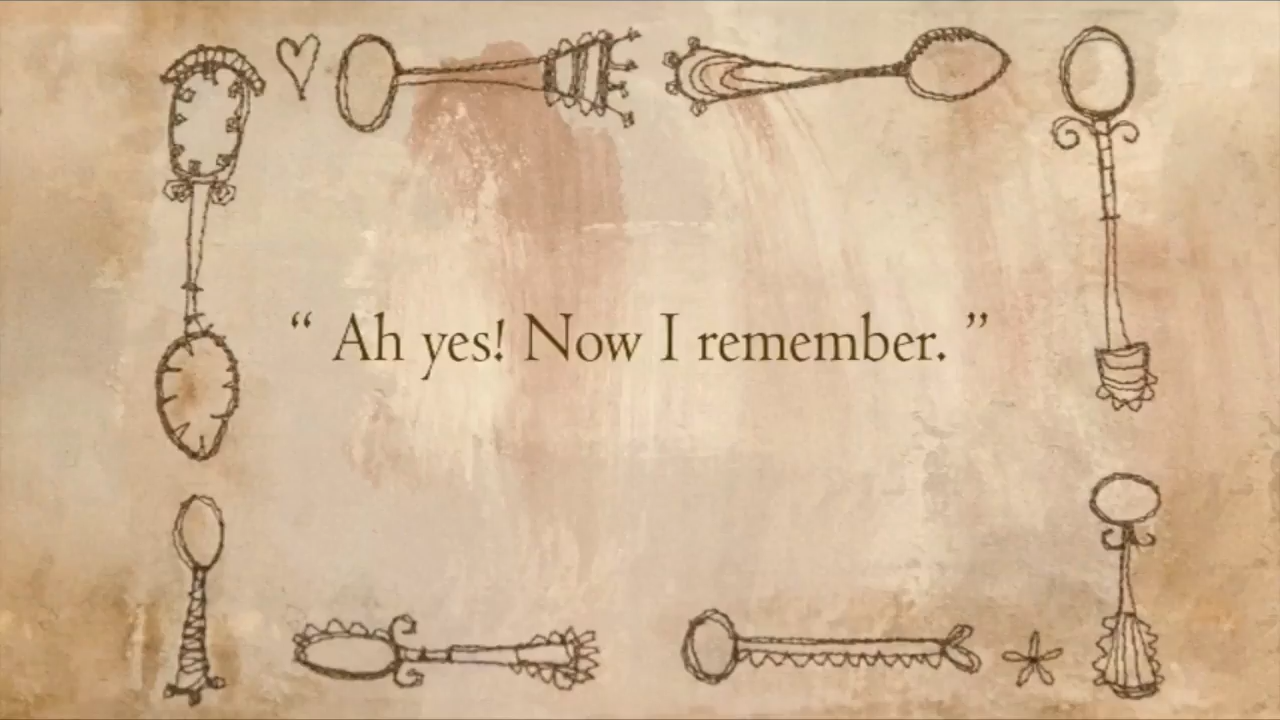 “ Ah yes! Now I remember. ”